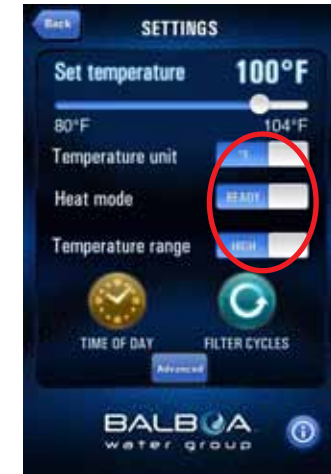 Back
SETTINGS
Set temperature 100°F
80°F 104°F
Temperature unit °F
Heat mode READY
Temperature range HIGH
TIME OF DAY FILTER CYCLES
Advanced
BALBOA
water group